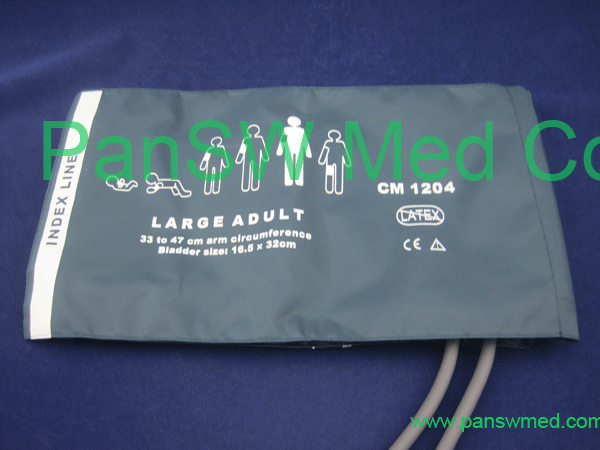 PanSW Med Co
INDEX LINE
CM 1204
LARGE ADULT
LATEX
33 to 47 cm arm circumference
Bladder size: 16.5 x 32cm
CE
www.panswmed.com